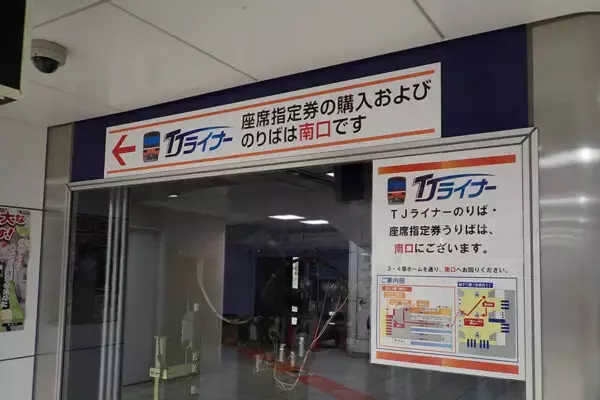 TJライナー
座席指定券の購入および
のりばは南口です
TJライナー
TJライナーのりば・
座席指定券うりばは、
南口にございます。
3・4番ホームを通り、南口へお回りください。
ご案内図